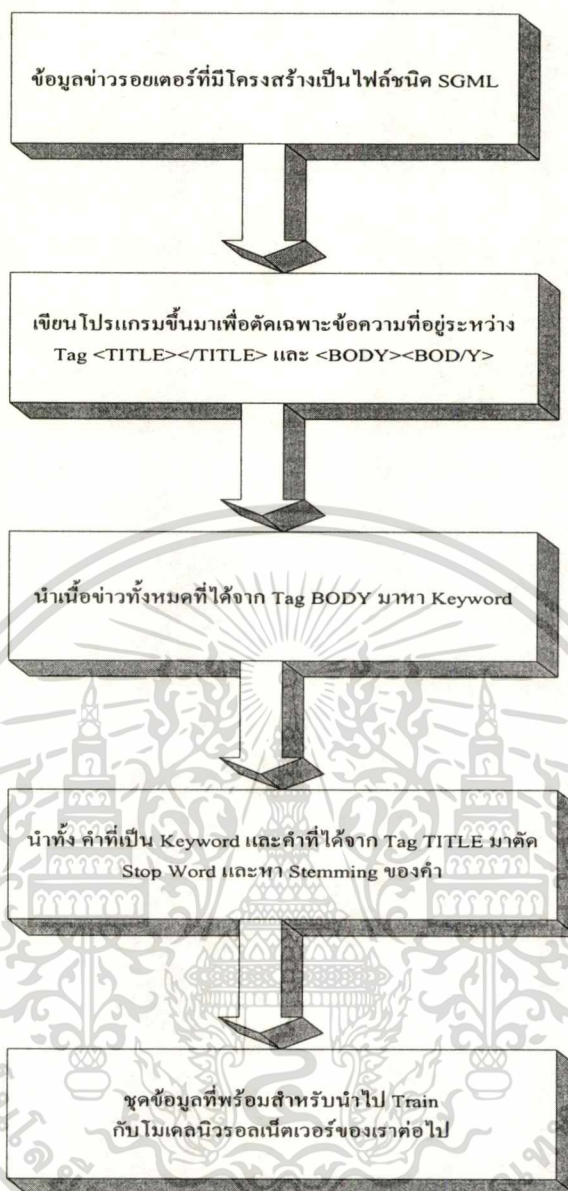 ข้อมูลข่าวรอยเตอร์ที่มีโครงสร้างเป็นไฟล์ชนิด SGML
เขียนโปรแกรมขึ้นมาเพื่อตัดเฉพาะข้อความที่อยู่ระหว่าง
Tag <TITLE></TITLE> และ <BODY><BOD/Y>
นำเนื้อข่าวทั้งหมดที่ได้จาก Tag BODY มาหา Keyword
นำทั้ง คำที่เป็น Keyword และคำที่ได้จาก Tag TITLE มาตัด
Stop Word และหา Stemming ของคำ
ชุดข้อมูลที่พร้อมสำหรับนำไป Train
กับโมเดลนิวรอลเน็ตเวอร์ของเราต่อไป